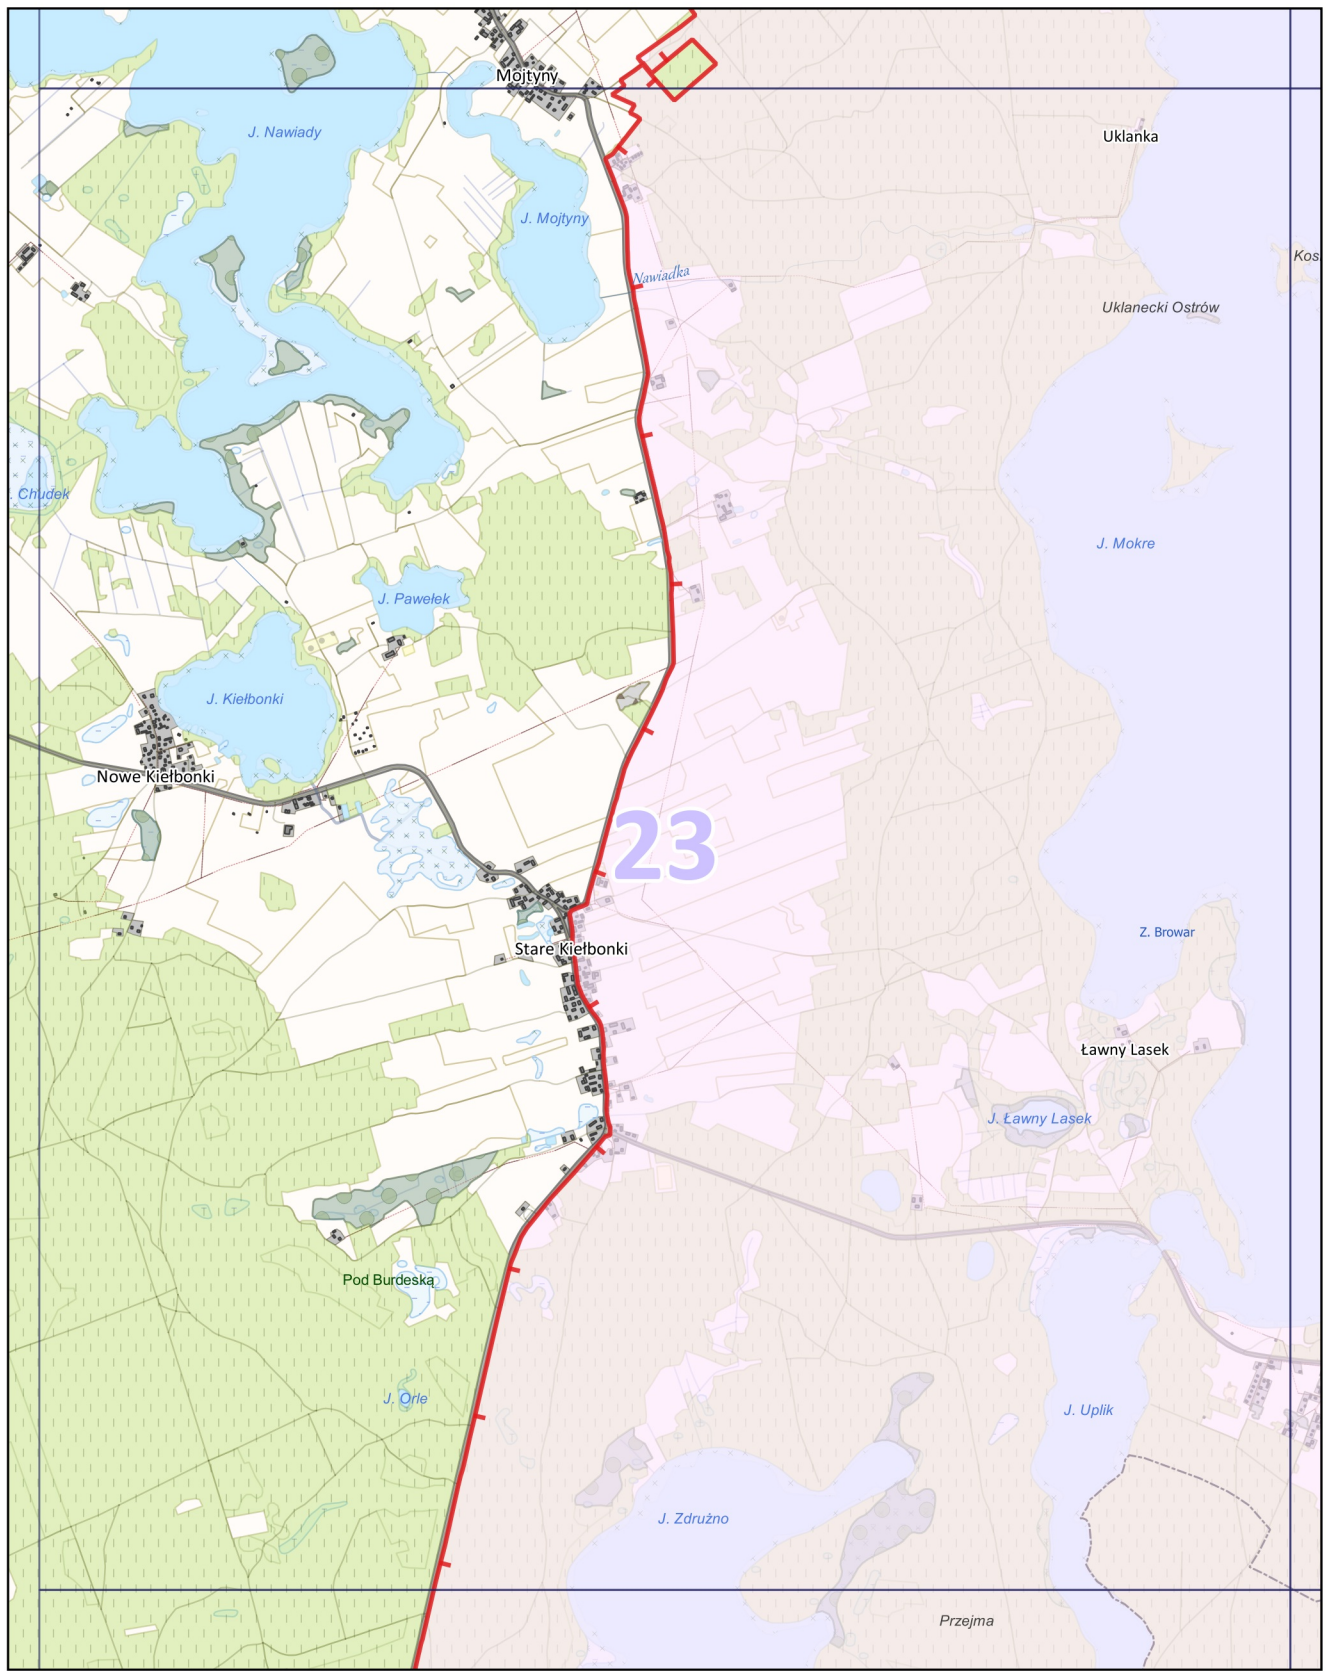 Mojtyny
J. Nawiady
Uklanka
J. Mojtyny
Kos
Nawiadka
Uklanecki Ostrów
. Chudek
J. Mokre
J. Pawełek
J. Kiełbonki
Nowe Kiełbonki
23
Z. Browar
Stare Kiełbonki
Ławny Lasek
J. Ławny Lasek
Pod Burdeską
J. Orle
J. Uplik
J. Zdrużno
Przejma